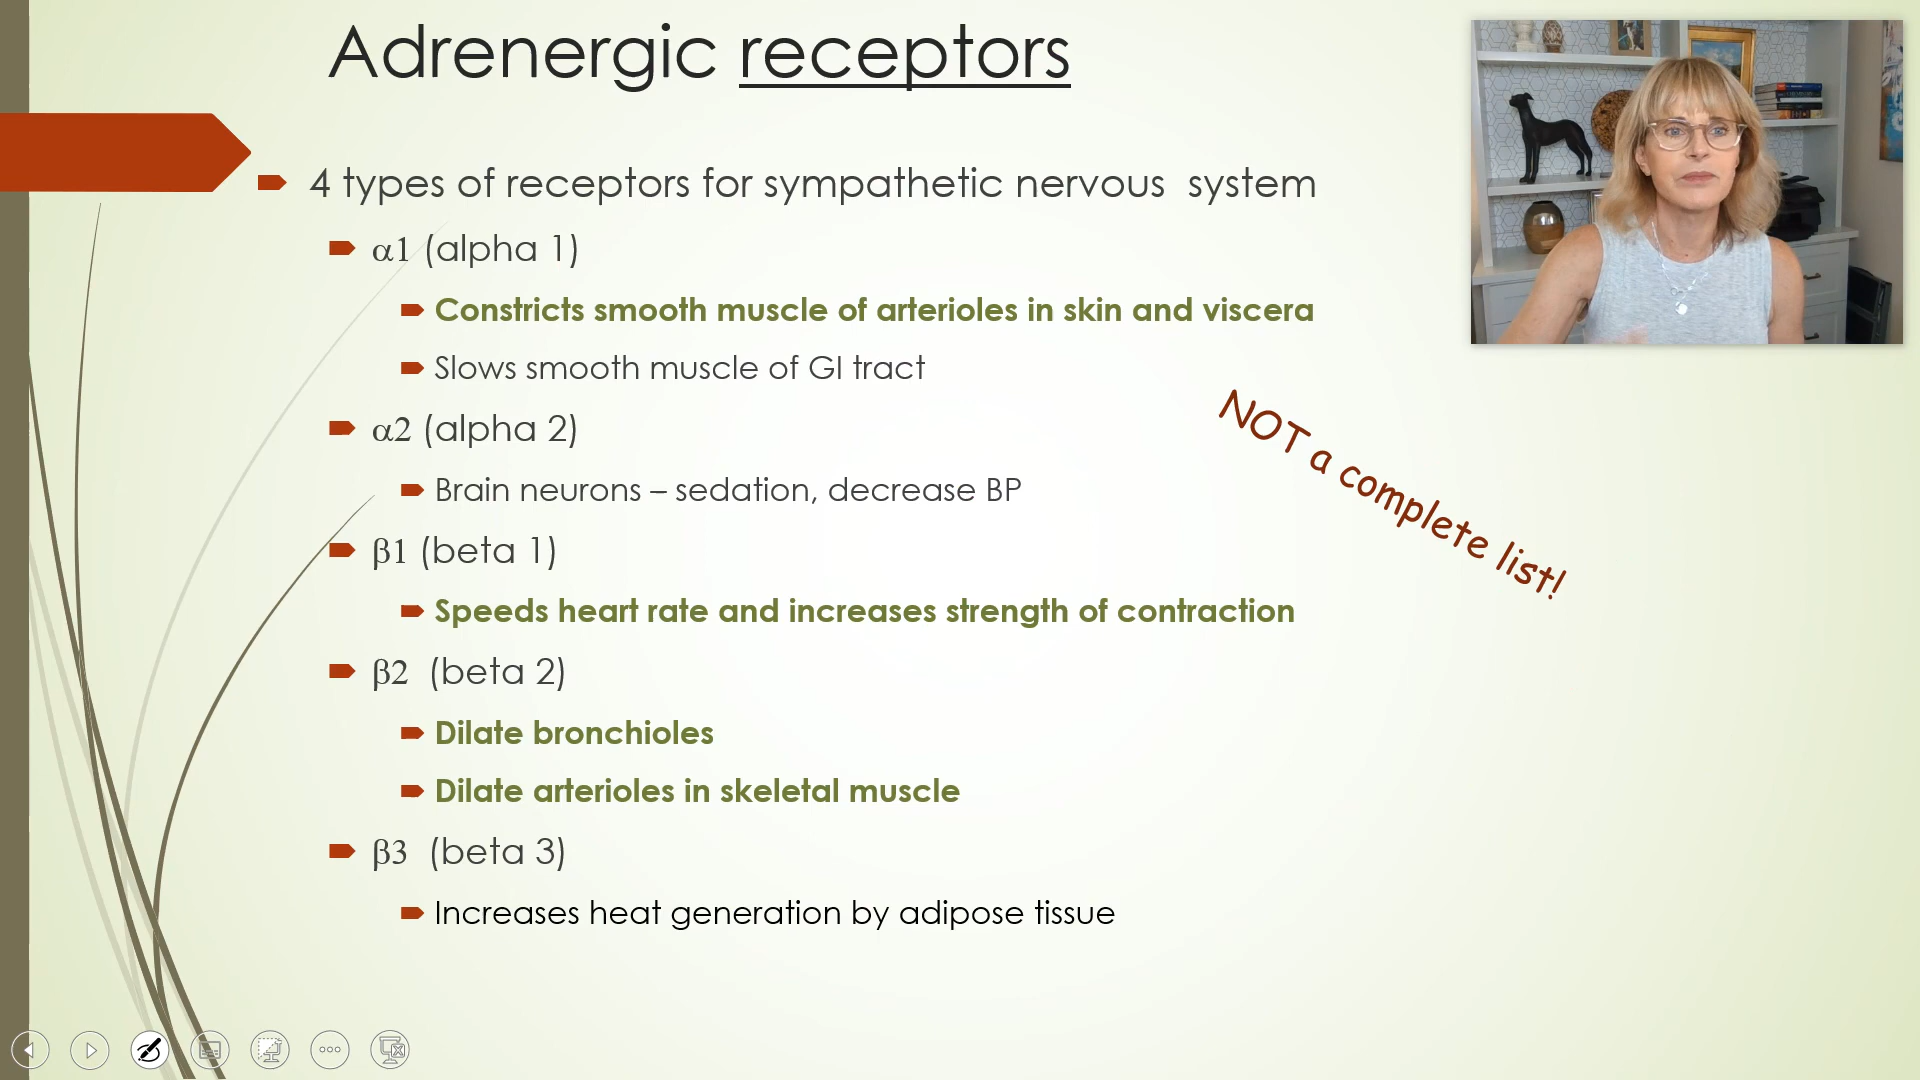 Adrenergic receptors
4 types of receptors for sympathetic nervous system
α1 (alpha 1)
Constricts smooth muscle of arterioles in skin and viscera
Slows smooth muscle of GI tract
α2 (alpha 2)
Brain neurons – sedation, decrease BP
β1 (beta 1)
Speeds heart rate and increases strength of contraction
β2 (beta 2)
Dilate bronchioles
Dilate arterioles in skeletal muscle
β3 (beta 3)
Increases heat generation by adipose tissue
NOT a complete list!